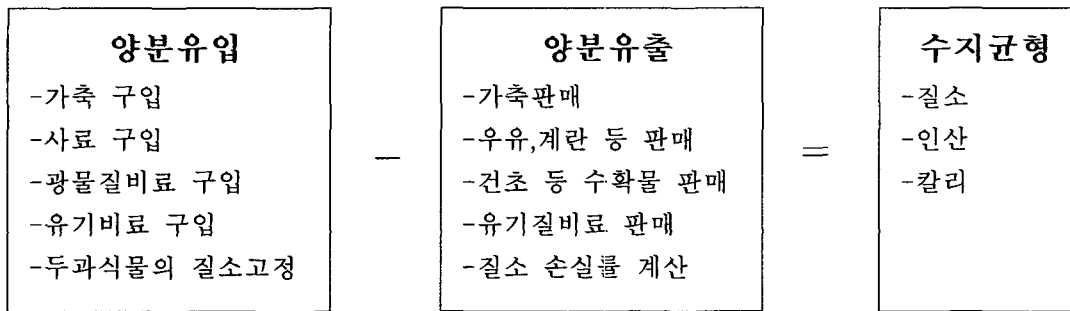 양분유입
-가축 구입
-사료 구입
-광물질비료 구입
-유기비료 구입
-두과식물의 질소고정
−
양분유출
-가축판매
-우유,계란 등 판매
-건초 등 수확물 판매
-유기질비료 판매
-질소 손실률 계산
=
수지균형
-질소
-인산
-칼리